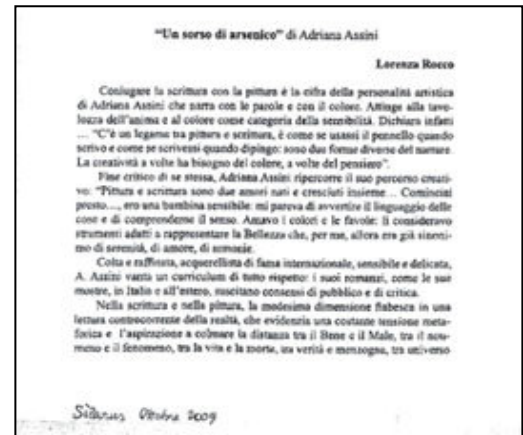 "Un sorso di arsenico" di Adriana Assini
Lorenza Rocco
Coniugare la scrittura con la pittura è la cifra della personalità artistica
di Adriana Assini che narra con le parole e con il colore. Attinge alla tavo-
lozza dell'anima e al colore come categoria della sensibilità. Dichiara infatti
... "C'è un legame tra pittura e scrittura, è come se usassi il pennello quando
scrivo e come se scrivessi quando dipingo: sono due forme diverse del narrare.
La creatività a volte ha bisogno del colore, a volte del pensiero".
Fine critico di se stessa, Adriana Assini ripercorre il suo percorso creati-
vo: "Pittura e scrittura sono due amori nati e cresciuti insieme... Cominciai
presto..., ero una bambina sensibile: mi pareva di avvertire il linguaggio delle
cose e di comprenderne il senso. Amavo i colori e le favole: li consideravo
strumenti adatti a rappresentare la Bellezza che, per me, allora era già sinoni-
mo di serenità, di amore, di armonie.
Colta e raffinata, acquerellista di fama internazionale, sensibile e delicata,
A. Assini vanta un curriculum di tutto rispetto: i suoi romanzi, come le sue
mostre, in Italia e all'estero, suscitano consensi di pubblico e di critica.
Nella scrittura e nella pittura, la medesima dimensione fiabesca in una
lettura controcorrente della realtà, che evidenzia una costante tensione meta-
forica e l'aspirazione a colmare la distanza tra il Bene e il Male, tra il nou-
meno e il fenomeno, tra la vita e la morte, tra verità e menzogna, tra universo
Ottobre 2009